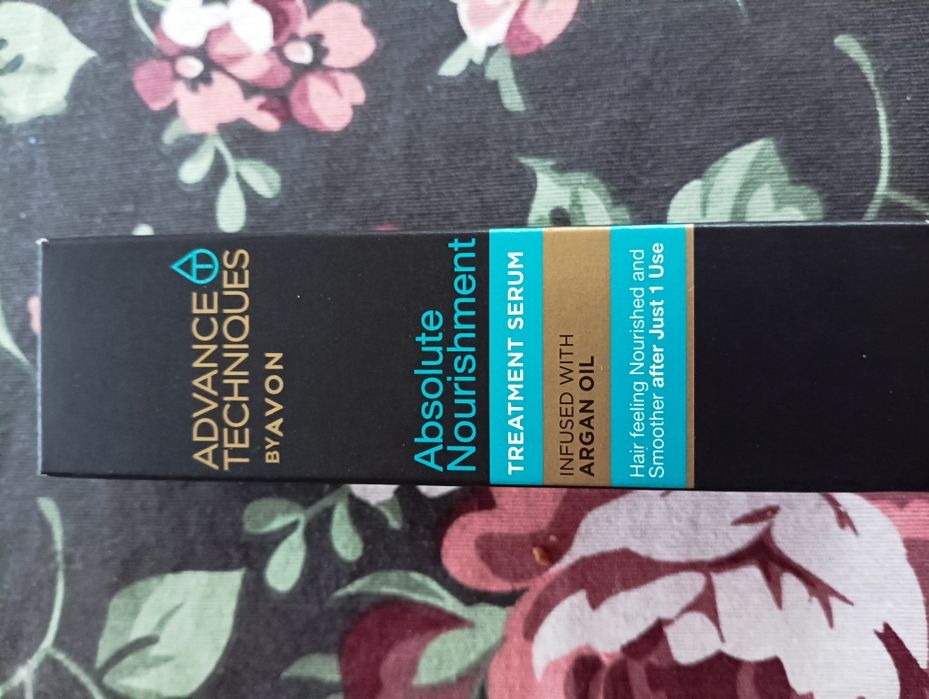 ADVANCE
TECHNIQUES
BY AVON
Absolute
Nourishment
TREATMENT SERUM
INFUSED WITH
ARGAN OIL
Hair feeling Nourished and
Smoother after Just 1 Use